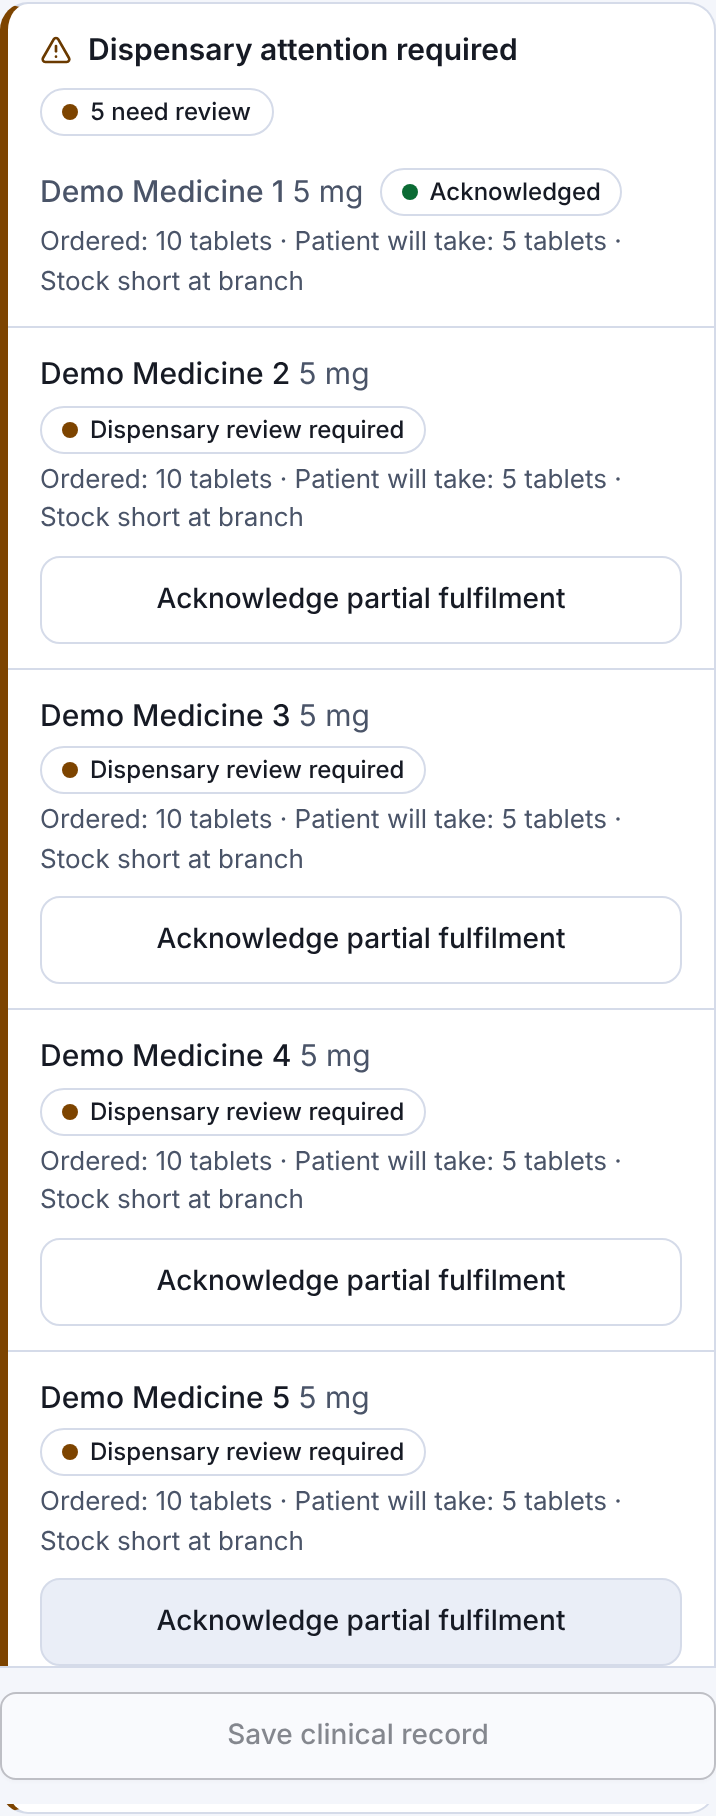 Dispensary attention required
5 need review
Demo Medicine 1 5 mg Acknowledged
Ordered: 10 tablets · Patient will take: 5 tablets ·
Stock short at branch
Demo Medicine 2 5 mg
Dispensary review required
Ordered: 10 tablets · Patient will take: 5 tablets ·
Stock short at branch
Acknowledge partial fulfilment
Demo Medicine 3 5 mg
Dispensary review required
Ordered: 10 tablets · Patient will take: 5 tablets ·
Stock short at branch
Acknowledge partial fulfilment
Demo Medicine 4 5 mg
Dispensary review required
Ordered: 10 tablets · Patient will take: 5 tablets ·
Stock short at branch
Acknowledge partial fulfilment
Demo Medicine 5 5 mg
Dispensary review required
Ordered: 10 tablets · Patient will take: 5 tablets ·
Stock short at branch
Acknowledge partial fulfilment
Save clinical record